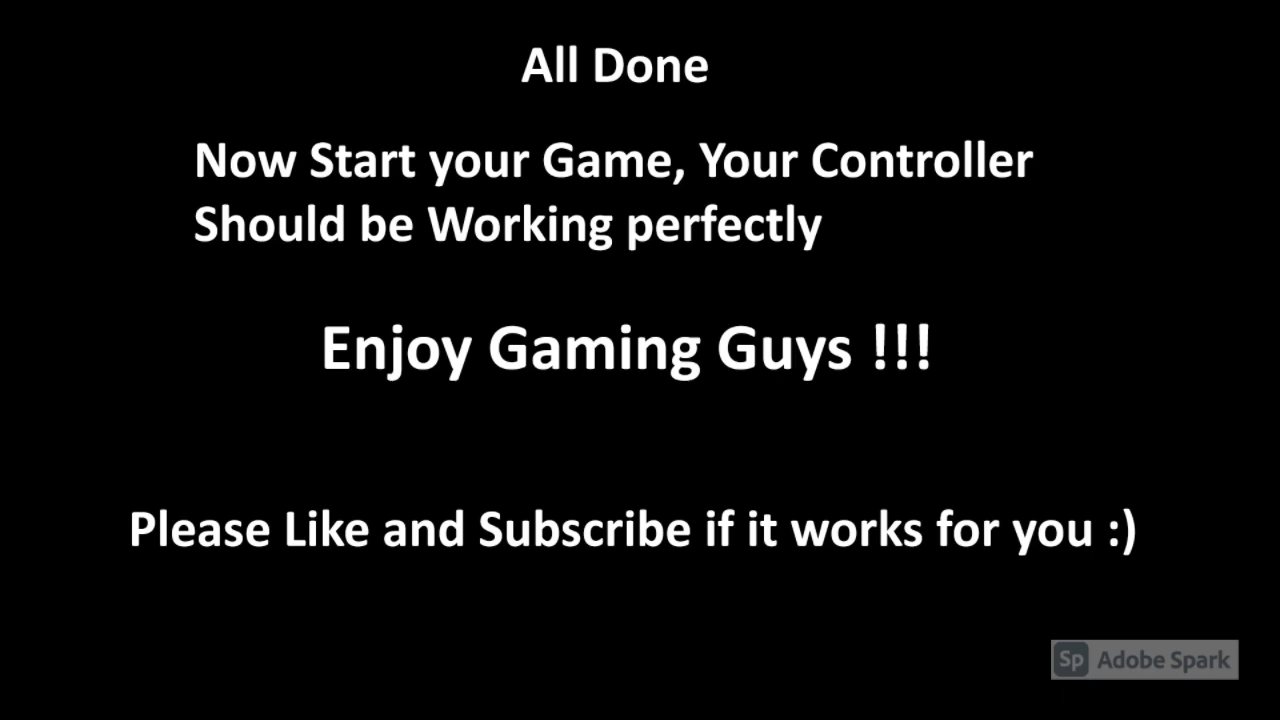 All Done
Now Start your Game, Your Controller
Should be Working perfectly
Enjoy Gaming Guys !!!
Please Like and Subscribe if it works for you :)
Sp Adobe Spark